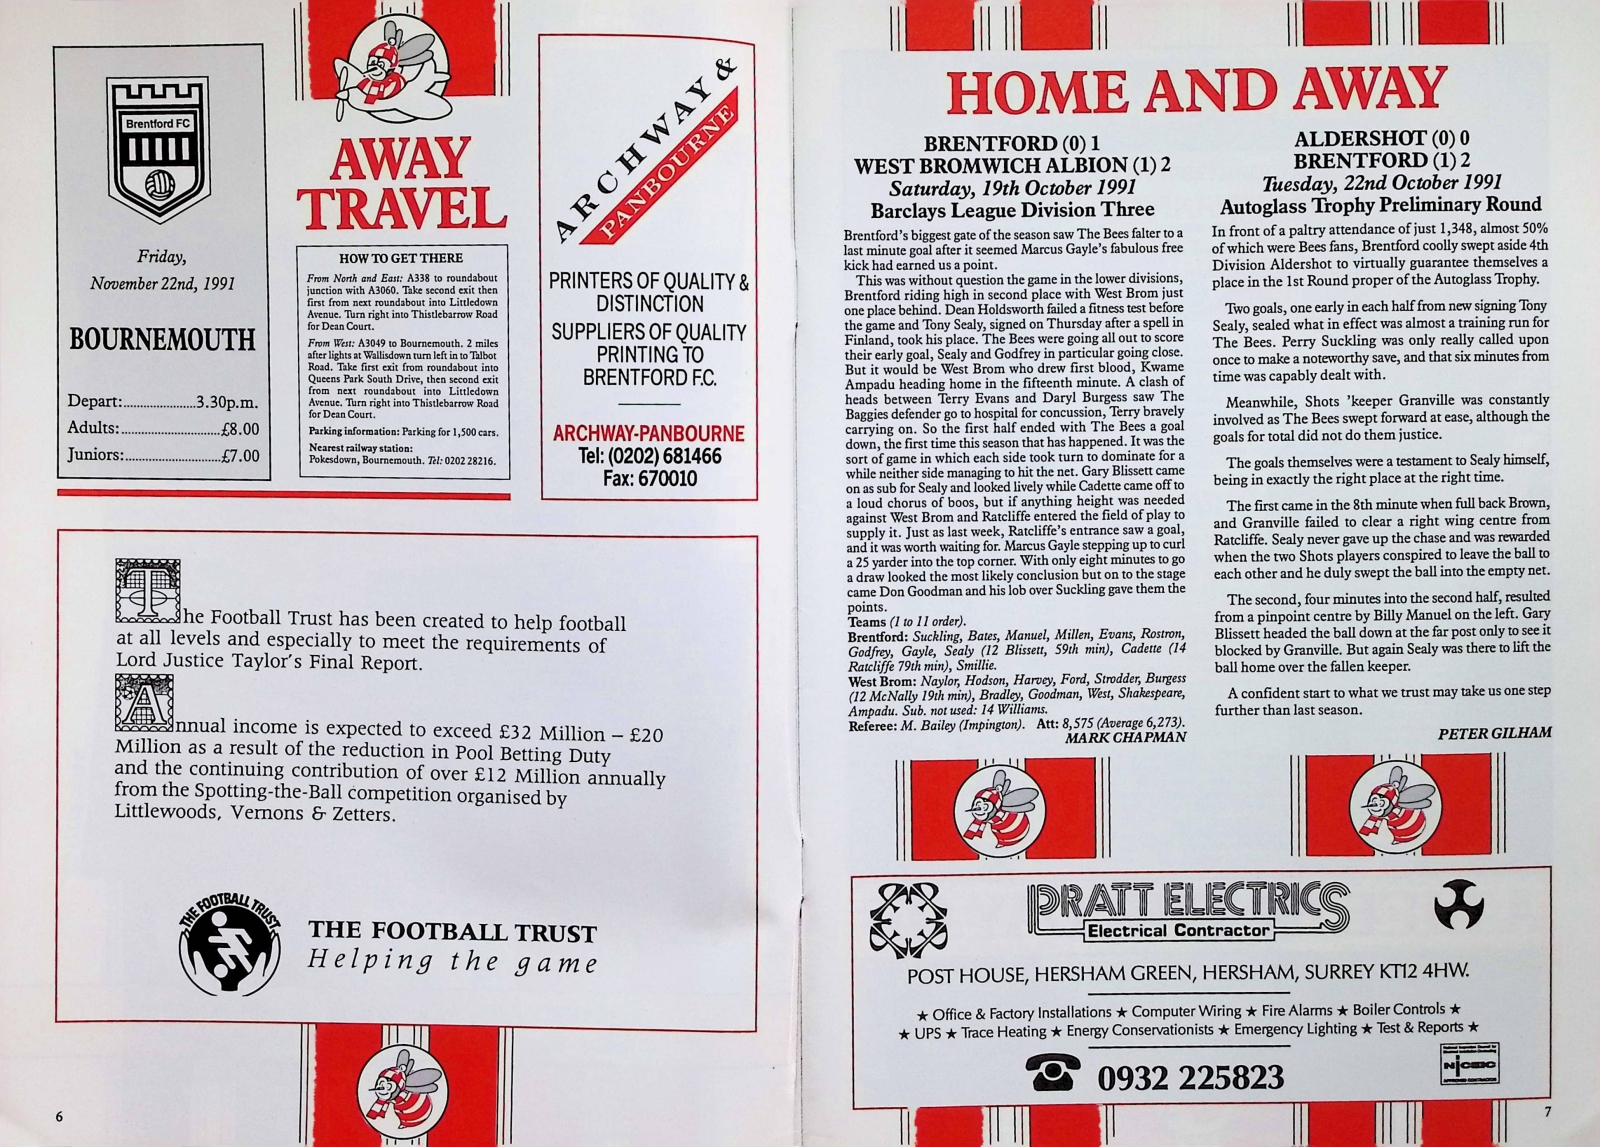 Brentford FC
Friday,
November 22nd, 1991
BOURNEMOUTH
Depart:......................3.30p.m.
Adults:..............................£8.00
Juniors:.............................£7.00
AWAY
TRAVEL
HOW TO GET THERE
From North and East: A338 to roundabout
junction with A3060. Take second exit then
first from next roundabout into Littledown
Avenue. Turn right into Thistlebarrow Road
for Dean Court.
From West: A3049 to Bournemouth. 2 miles
after lights at Wallisdown turn left in to Talbot
Road. Take first exit from roundabout into
Queens Park South Drive, then second exit
from next roundabout into Littledown
Avenue. Turn right into Thistlebarrow Road
for Dean Court.
Parking information: Parking for 1,500 cars.
Nearest railway station:
Pokesdown, Bournemouth. Tel: 0202 28216.
ARCHWAY &
PANBOURNE
PRINTERS OF QUALITY &
DISTINCTION
SUPPLIERS OF QUALITY
PRINTING TO
BRENTFORD F.C.
ARCHWAY-PANBOURNE
Tel: (0202) 681466
Fax: 670010
The Football Trust has been created to help football
at all levels and especially to meet the requirements of
Lord Justice Taylor's Final Report.
Annual income is expected to exceed £32 Million – £20
Million as a result of the reduction in Pool Betting Duty
and the continuing contribution of over £12 Million annually
from the Spotting-the-Ball competition organised by
Littlewoods, Vernons & Zetters.
THE FOOTBALL TRUST
THE FOOTBALL TRUST
Helping the game
6
HOME AND AWAY
BRENTFORD (0) 1
WEST BROMWICH ALBION (1) 2
Saturday, 19th October 1991
Barclays League Division Three
Brentford's biggest gate of the season saw The Bees falter to a
last minute goal after it seemed Marcus Gayle's fabulous free
kick had earned us a point.
This was without question the game in the lower divisions,
Brentford riding high in second place with West Brom just
one place behind. Dean Holdsworth failed a fitness test before
the game and Tony Sealy, signed on Thursday after a spell in
Finland, took his place. The Bees were going all out to score
their early goal, Sealy and Godfrey in particular going close.
But it would be West Brom who drew first blood, Kwame
Ampadu heading home in the fifteenth minute. A clash of
heads between Terry Evans and Daryl Burgess saw The
Baggies defender go to hospital for concussion, Terry bravely
carrying on. So the first half ended with The Bees a goal
down, the first time this season that has happened. It was the
sort of game in which each side took turn to dominate for a
while neither side managing to hit the net. Gary Blissett came
on as sub for Sealy and looked lively while Cadette came off to
a loud chorus of boos, but if anything height was needed
against West Brom and Ratcliffe entered the field of play to
supply it. Just as last week, Ratcliffe's entrance saw a goal,
and it was worth waiting for. Marcus Gayle stepping up to curl
a 25 yarder into the top corner. With only eight minutes to go
a draw looked the most likely conclusion but on to the stage
came Don Goodman and his lob over Suckling gave them the
points.
Teams (1 to 11 order).
Brentford: Suckling, Bates, Manuel, Millen, Evans, Rostron,
Godfrey, Gayle, Sealy (12 Blissett, 59th min), Cadette (14
Ratcliffe 79th min), Smillie.
West Brom: Naylor, Hodson, Harvey, Ford, Strodder, Burgess
(12 McNally 19th min), Bradley, Goodman, West, Shakespeare,
Ampadu. Sub. not used: 14 Williams.
Referee: M. Bailey (Impington). Att: 8,575 (Average 6,273).
MARK CHAPMAN
ALDERSHOT (0) 0
BRENTFORD (1) 2
Tuesday, 22nd October 1991
Autoglass Trophy Preliminary Round
In front of a paltry attendance of just 1,348, almost 50%
of which were Bees fans, Brentford coolly swept aside 4th
Division Aldershot to virtually guarantee themselves a
place in the 1st Round proper of the Autoglass Trophy.
Two goals, one early in each half from new signing Tony
Sealy, sealed what in effect was almost a training run for
The Bees. Perry Suckling was only really called upon
once to make a noteworthy save, and that six minutes from
time was capably dealt with.
Meanwhile, Shots 'keeper Granville was constantly
involved as The Bees swept forward at ease, although the
goals for total did not do them justice.
The goals themselves were a testament to Sealy himself,
being in exactly the right place at the right time.
The first came in the 8th minute when full back Brown,
and Granville failed to clear a right wing centre from
Ratcliffe. Sealy never gave up the chase and was rewarded
when the two Shots players conspired to leave the ball to
each other and he duly swept the ball into the empty net.
The second, four minutes into the second half, resulted
from a pinpoint centre by Billy Manuel on the left. Gary
Blissett headed the ball down at the far post only to see it
blocked by Granville. But again Sealy was there to lift the
ball home over the fallen keeper.
A confident start to what we trust may take us one step
further than last season.
PETER GILHAM
PRATT ELECTRICS
Electrical Contractor
POST HOUSE, HERSHAM GREEN, HERSHAM, SURREY KT12 4HW.
★ Office & Factory Installations ★ Computer Wiring ★ Fire Alarms ★ Boiler Controls ★
★ UPS ★ Trace Heating ★ Energy Conservationists ★ Emergency Lighting ★ Test & Reports ★
0932 225823
NICEIC
APPROVED CONTRACTOR
7